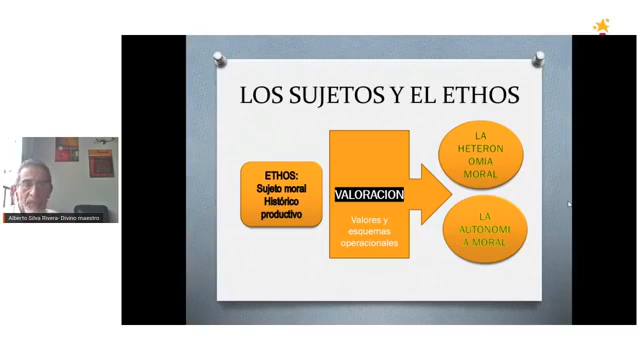 LOS SUJETOS Y EL ETHOS
ETHOS:
Sujeto moral
Histórico
productivo
VALORACION
Valores y
esquemas
operacionales
LA
HETERON
OMIA
MORAL
LA
AUTONOMI
A MORAL
Alberto Silva Rivera- Divino maestro